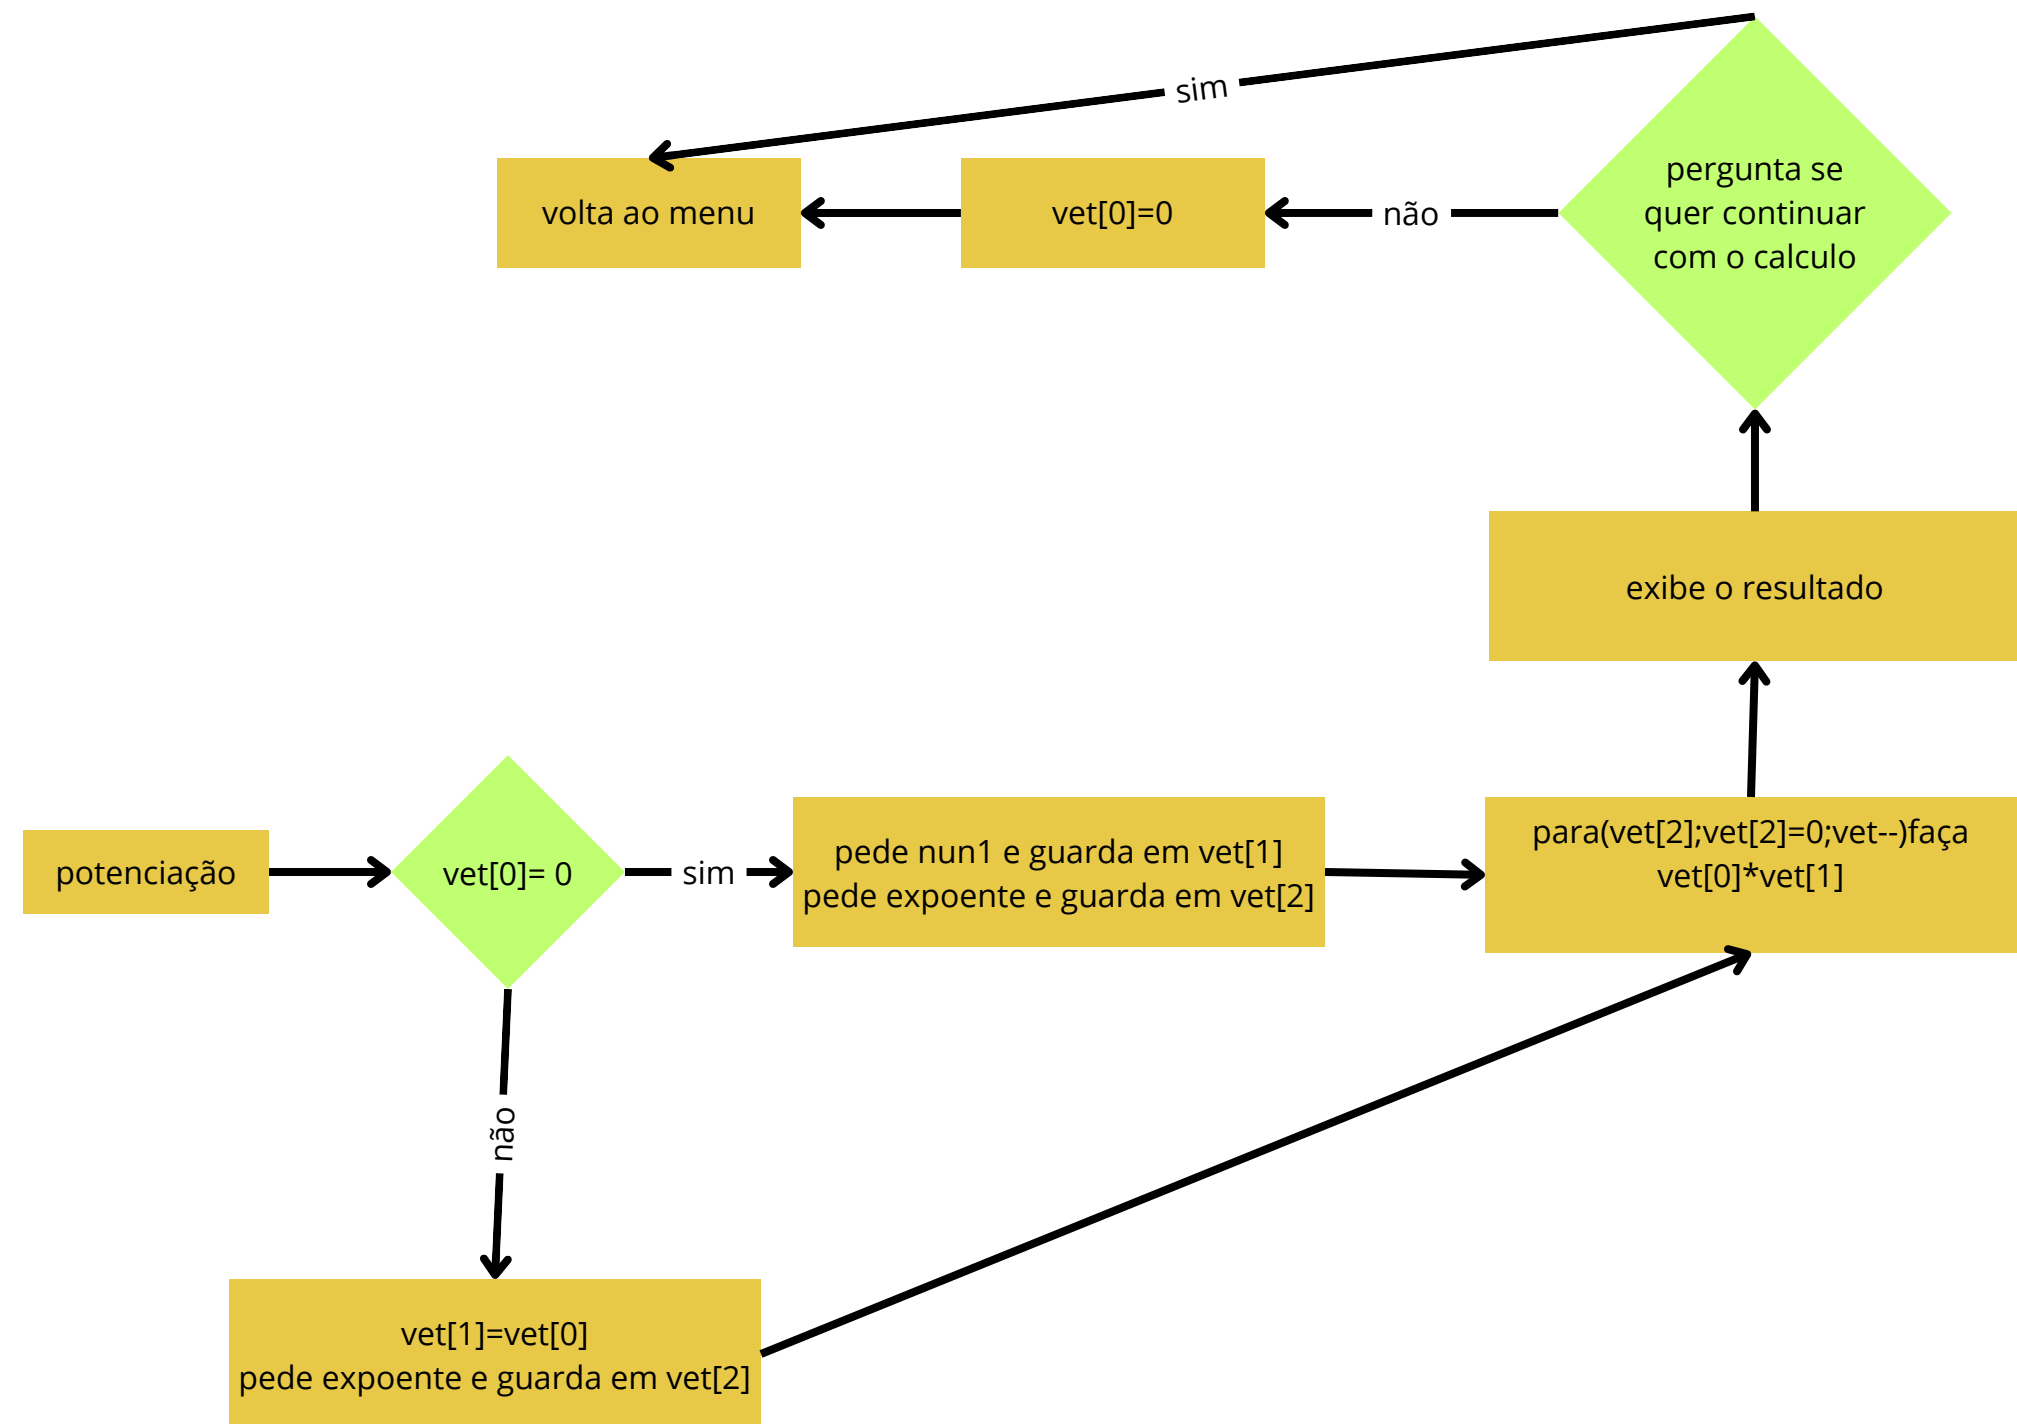 sim
volta ao menu
vet[0]=0
não
pergunta se
quer continuar
com o calculo
exibe o resultado
potenciação
vet[0]= 0
sim
pede nun1 e guarda em vet[1]
pede expoente e guarda em vet[2]
para(vet[2];vet[2]=0;vet--)faça
vet[0]*vet[1]
não
vet[1]=vet[0]
pede expoente e guarda em vet[2]